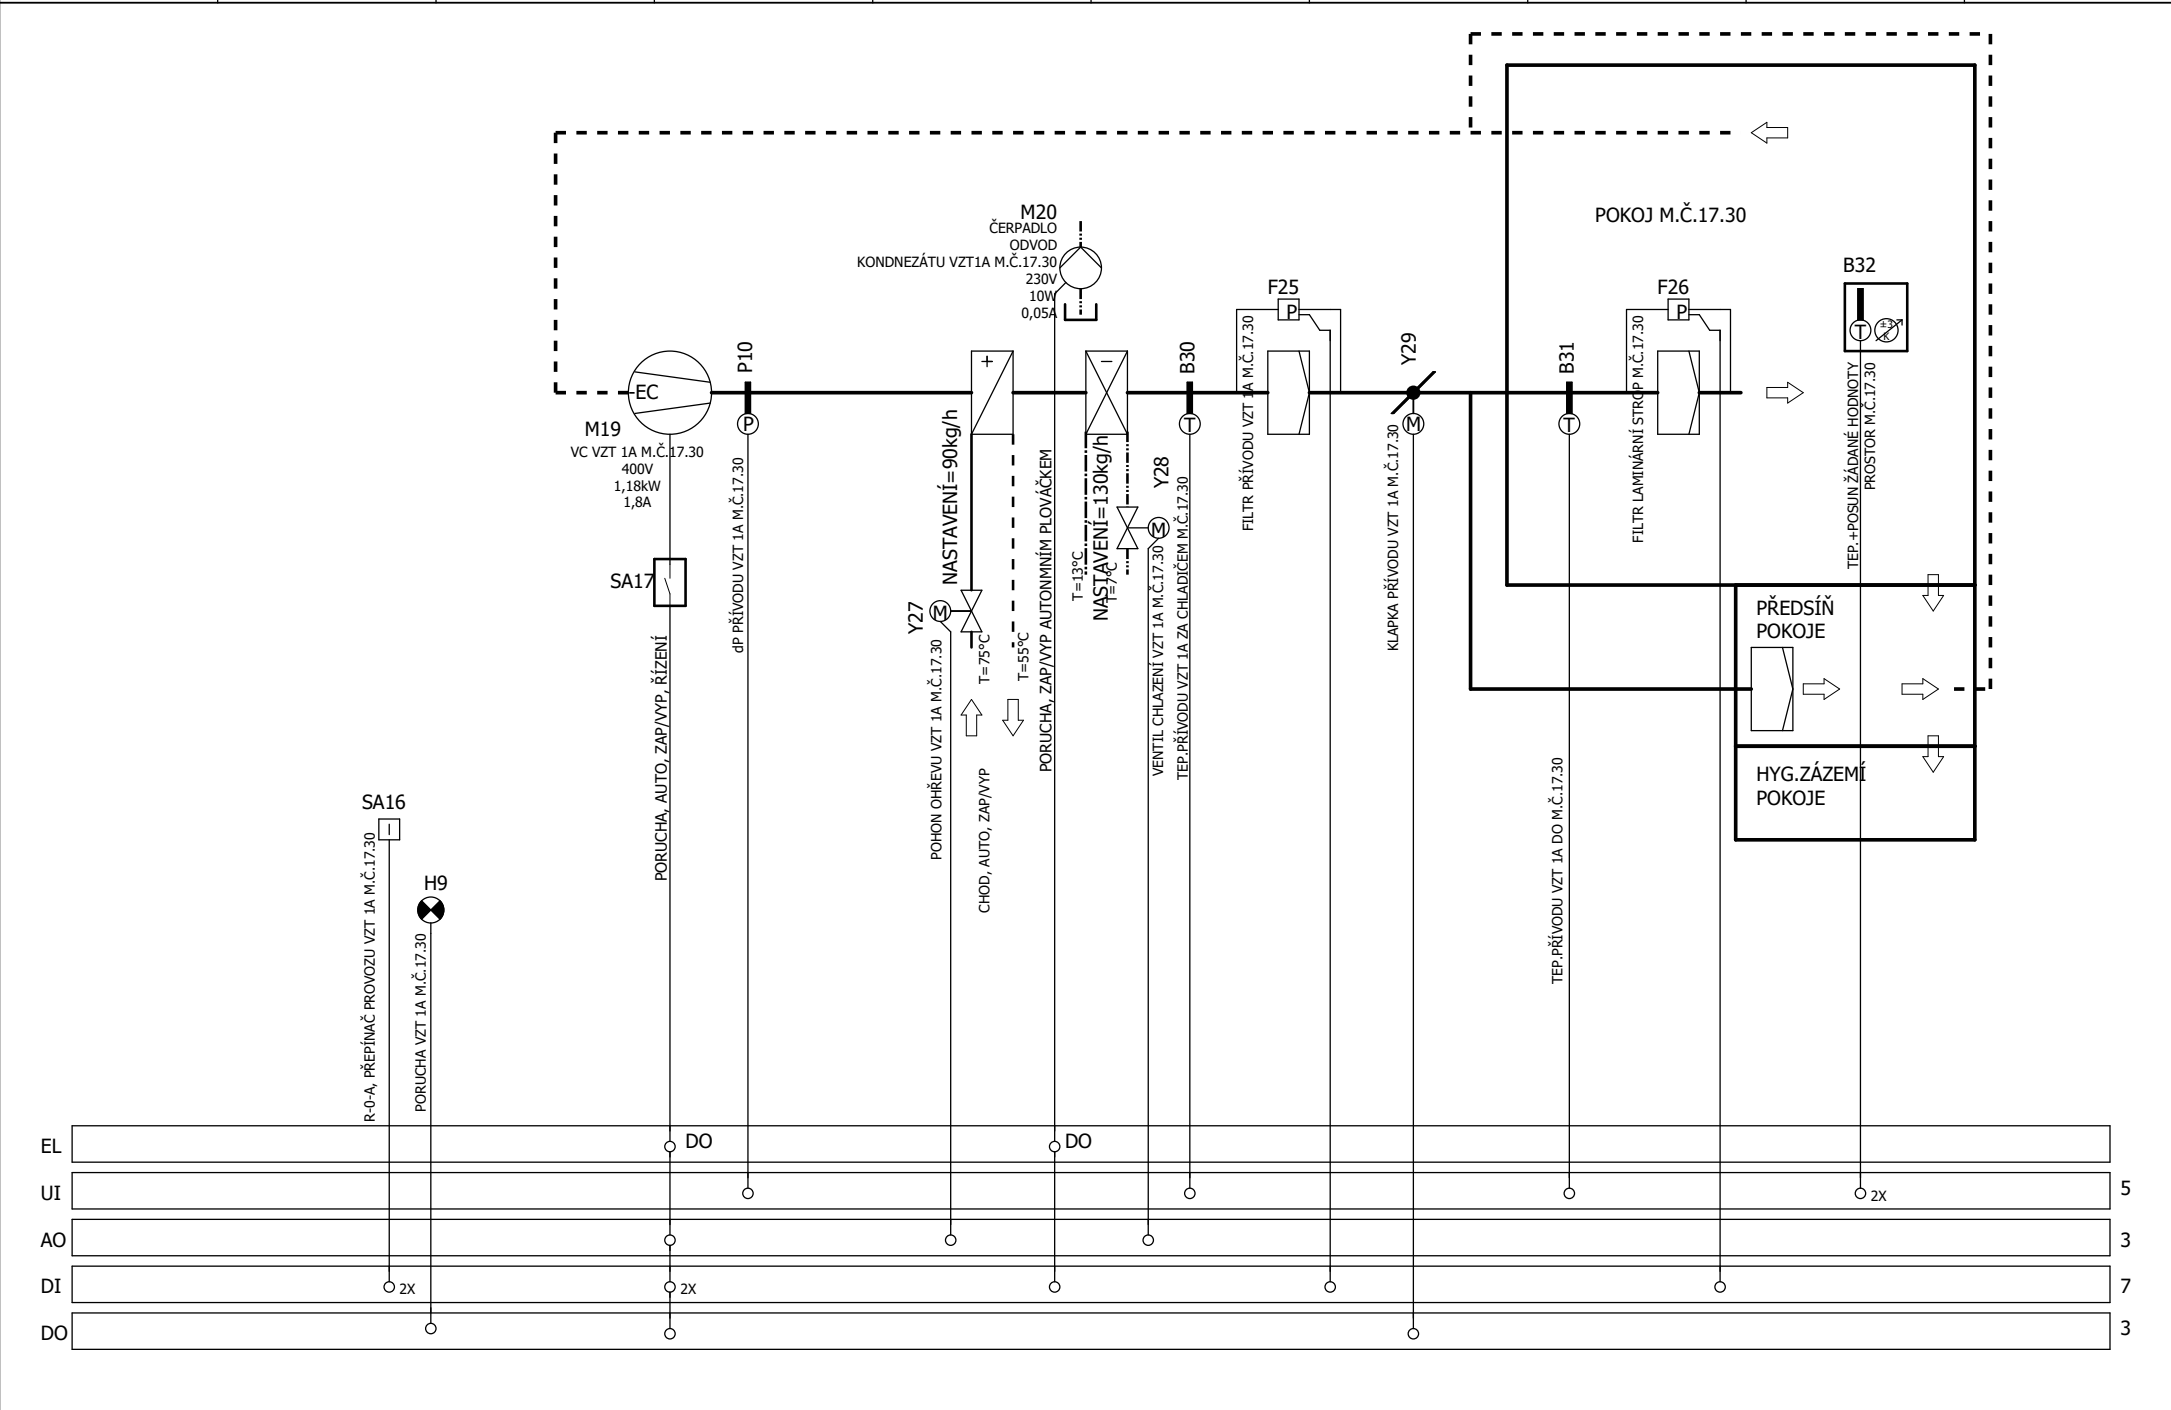 POKOJ M.Č.17.30
M20
ČERPADLO
ODVOD
KONDNEZÁTU VZT1A M.Č.17.30
230V
10W
0,05A
F25
P
FILTR PŘÍVODU VZT 1A M.Č.17.30
F26
P
FILTR LAMINÁRNÍ STROP M.Č.17.30
B32
T
±3
K
TEP.+POSUN ŽÁDANÉ HODNOTY
PROSTOR M.Č.17.30
EC
M19
VC VZT 1A M.Č.17.30
400V
1,18kW
1,8A
P10
P
dP PŘÍVODU VZT 1A M.Č.17.30
+
NASTAVENÍ=90kg/h
−
NASTAVENÍ=130kg/h
T=13°C
T=7°C
B30
T
TEP.PŘÍVODU VZT 1A ZA CHLADIČEM M.Č.17.30
Y28
M
VENTIL CHLAZENÍ VZT 1A M.Č.17.30
Y29
M
KLAPKA PŘÍVODU VZT 1A M.Č.17.30
B31
T
TEP.PŘÍVODU VZT 1A DO M.Č.17.30
SA17
PORUCHA, AUTO, ZAP/VYP, ŘÍZENÍ
Y27
M
T=75°C
T=55°C
POHON OHŘEVU VZT 1A M.Č.17.30
CHOD, AUTO, ZAP/VYP
PORUCHA, ZAP/VYP AUTONMNÍM PLOVÁČKEM
PŘEDSÍŇ
POKOJE
HYG.ZÁZEMÍ
POKOJE
SA16
R-0-A, PŘEPÍNAČ PROVOZU VZT 1A M.Č.17.30
H9
PORUCHA VZT 1A M.Č.17.30
EL
DO
DO
UI
2X
5
AO
3
DI
2X
2X
7
DO
3